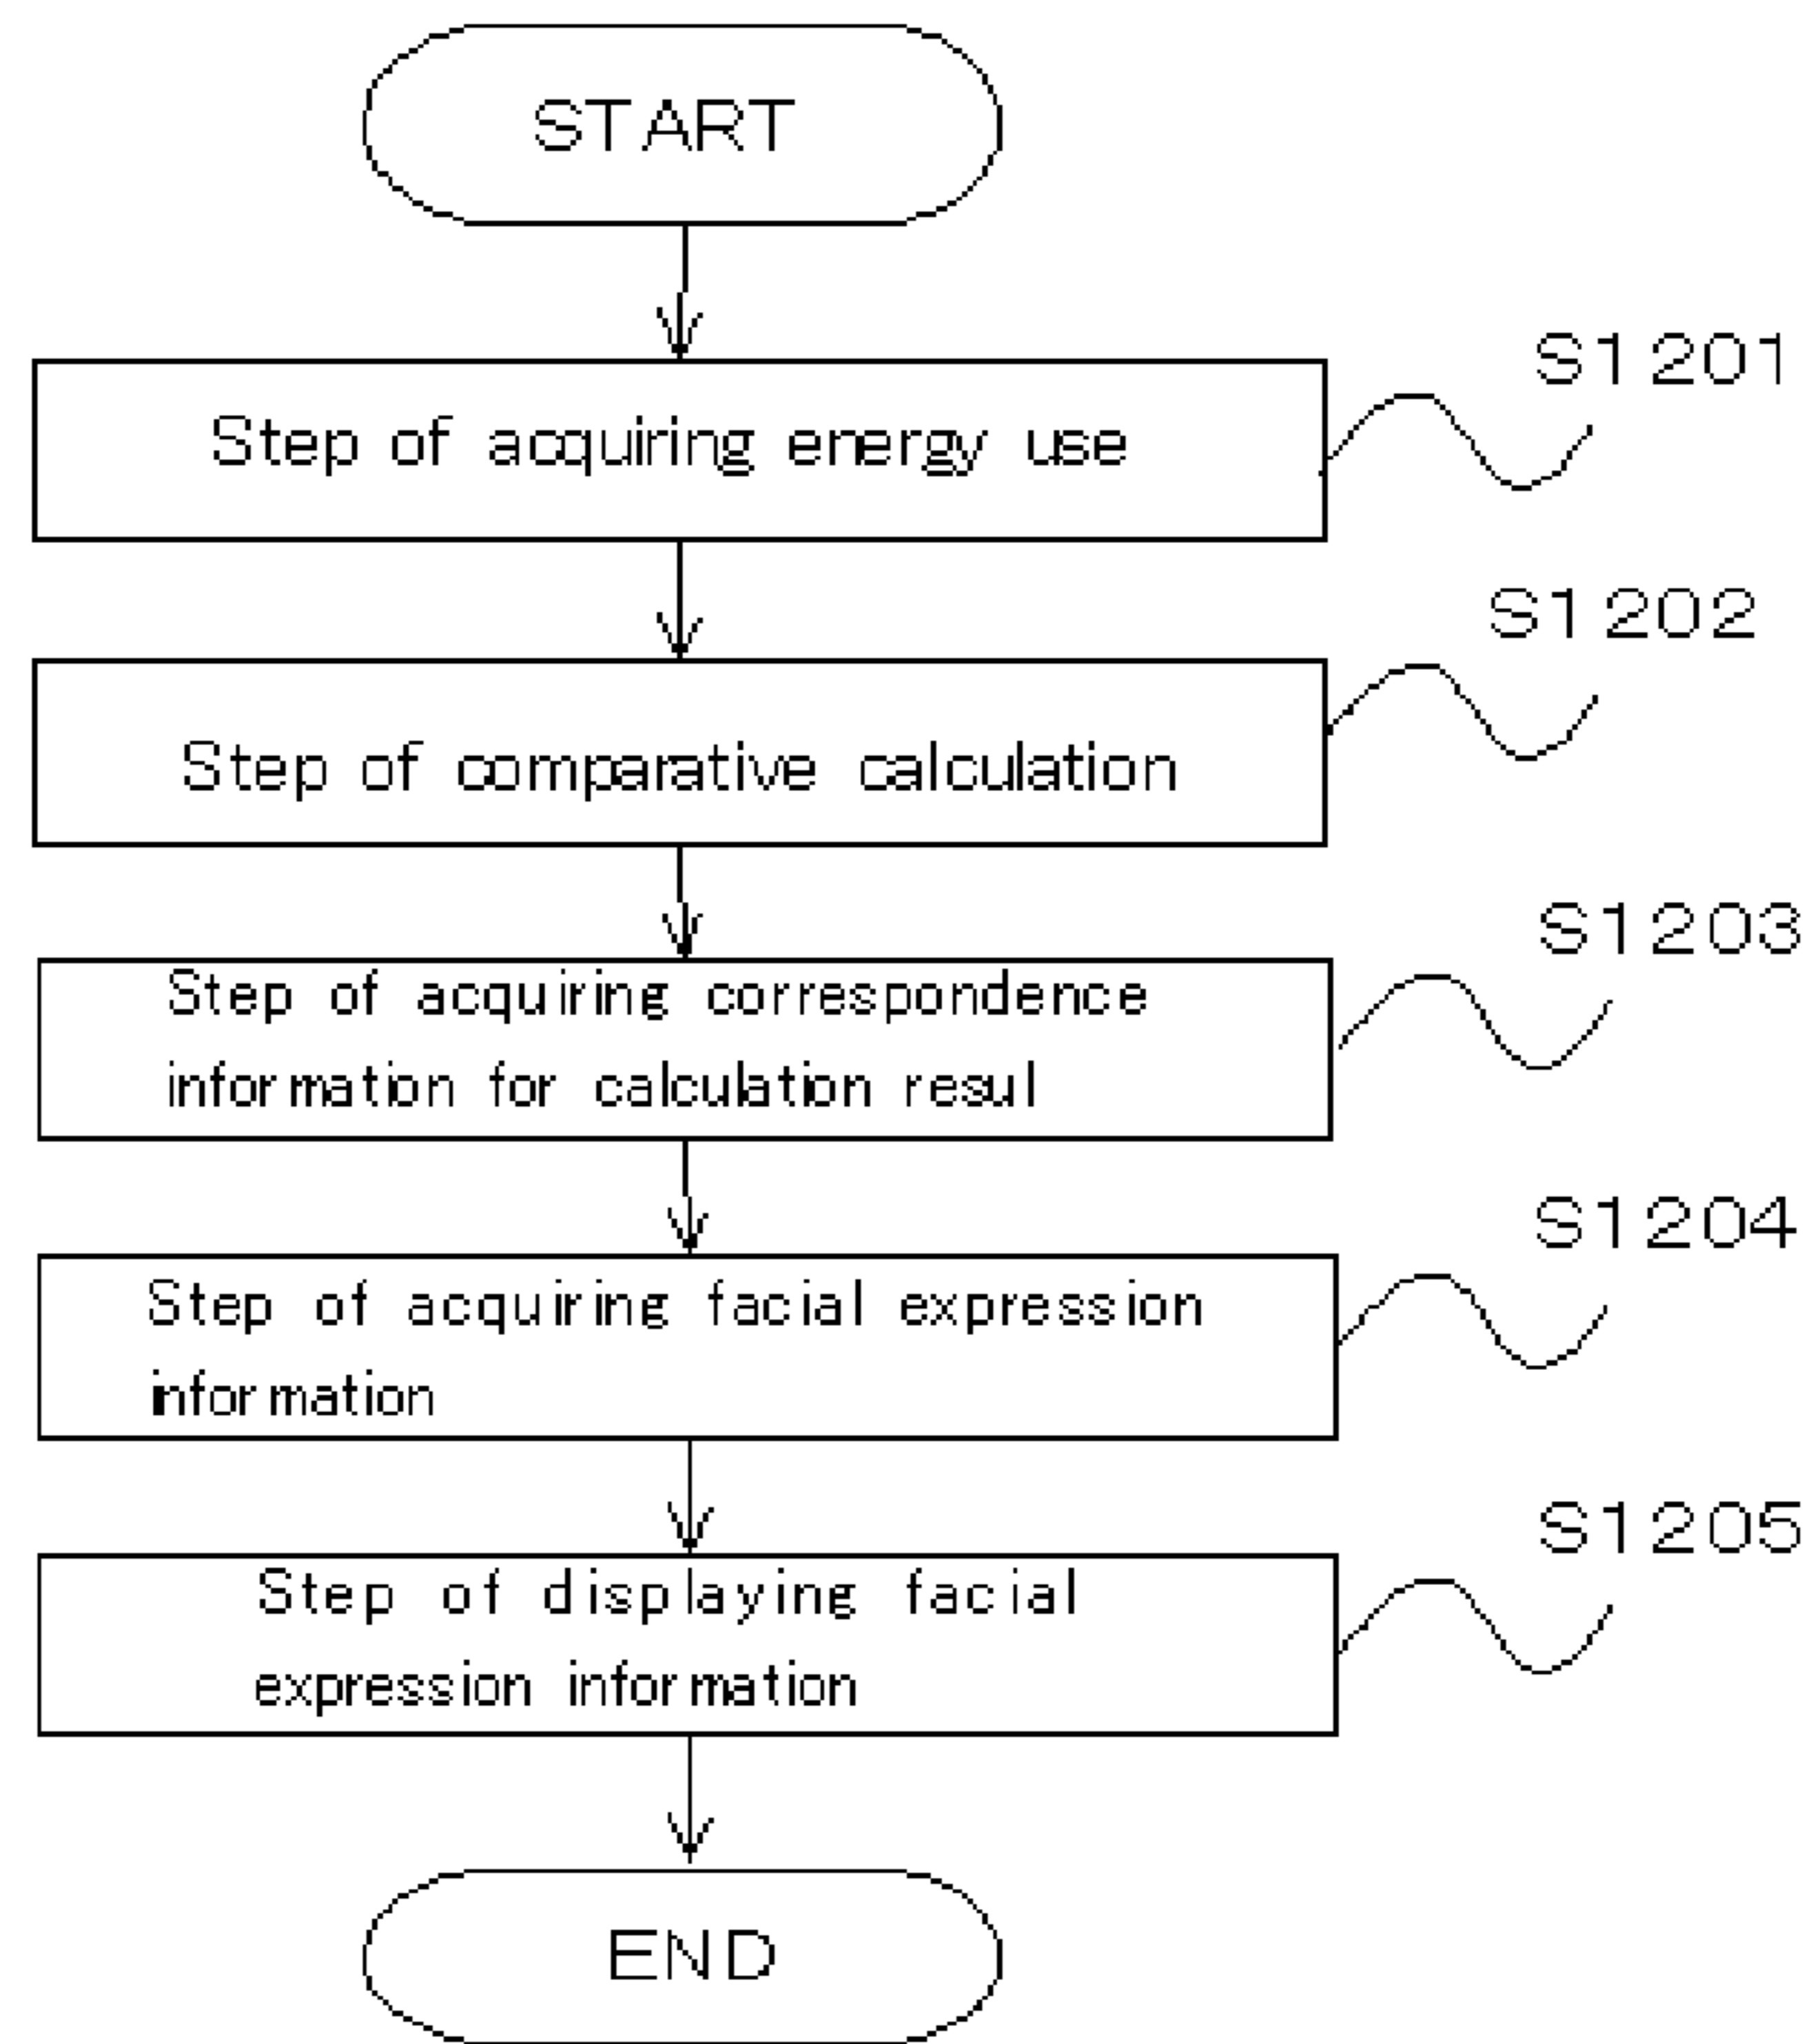 START
S1201
Step of acquiring energy use
S1202
Step of comparative calculation
S1203
Step of acquiring correspondence
information for calculation resul
S1204
Step of acquiring facial expression
information
S1205
Step of displaying facial
expression information
END